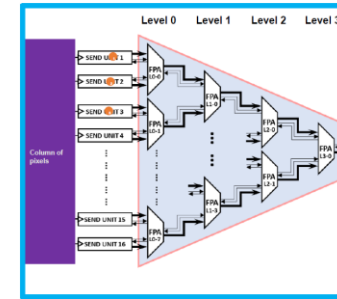 Level 0 Level 1 Level 2 Level 3
SEND UNIT 1
SEND UNIT 2
SEND UNIT 3
SEND UNIT 4
SEND UNIT 15
SEND UNIT 16
Column of
pixels
FPA
L0-0
FPA
L0-1
FPA
L0-7
FPA
L1-0
FPA
L1-3
FPA
L2-0
FPA
L2-1
FPA
L3-0